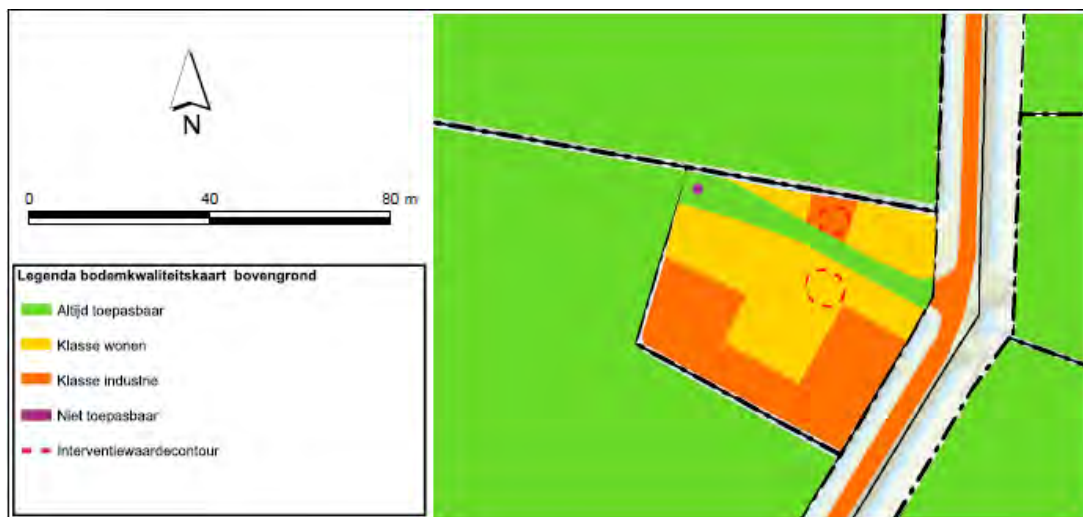 N
0 40 80 m
Legenda bodemkwaliteitskaart bovengrond
Altijd toepasbaar
Klasse wonen
Klasse industrie
Niet toepasbaar
Interventiewaardecontour